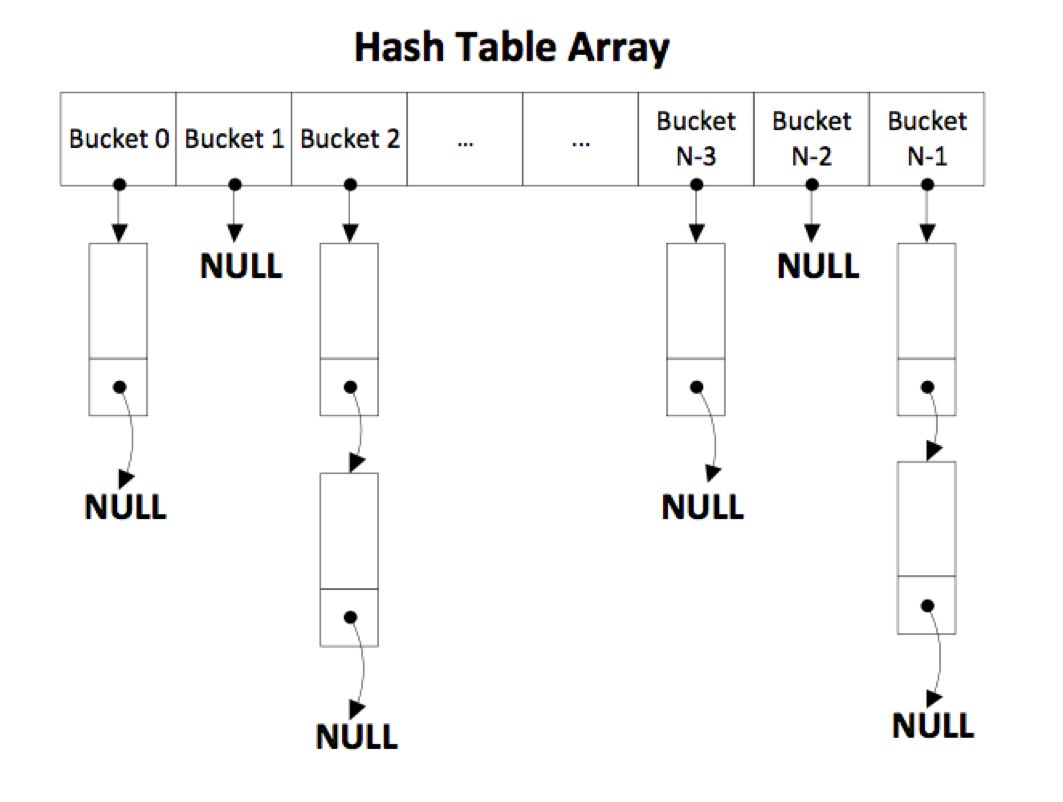 Hash Table Array
Bucket 0
Bucket 1
Bucket 2
...
...
Bucket
N-3
Bucket
N-2
Bucket
N-1
NULL
NULL
NULL
NULL
NULL
NULL